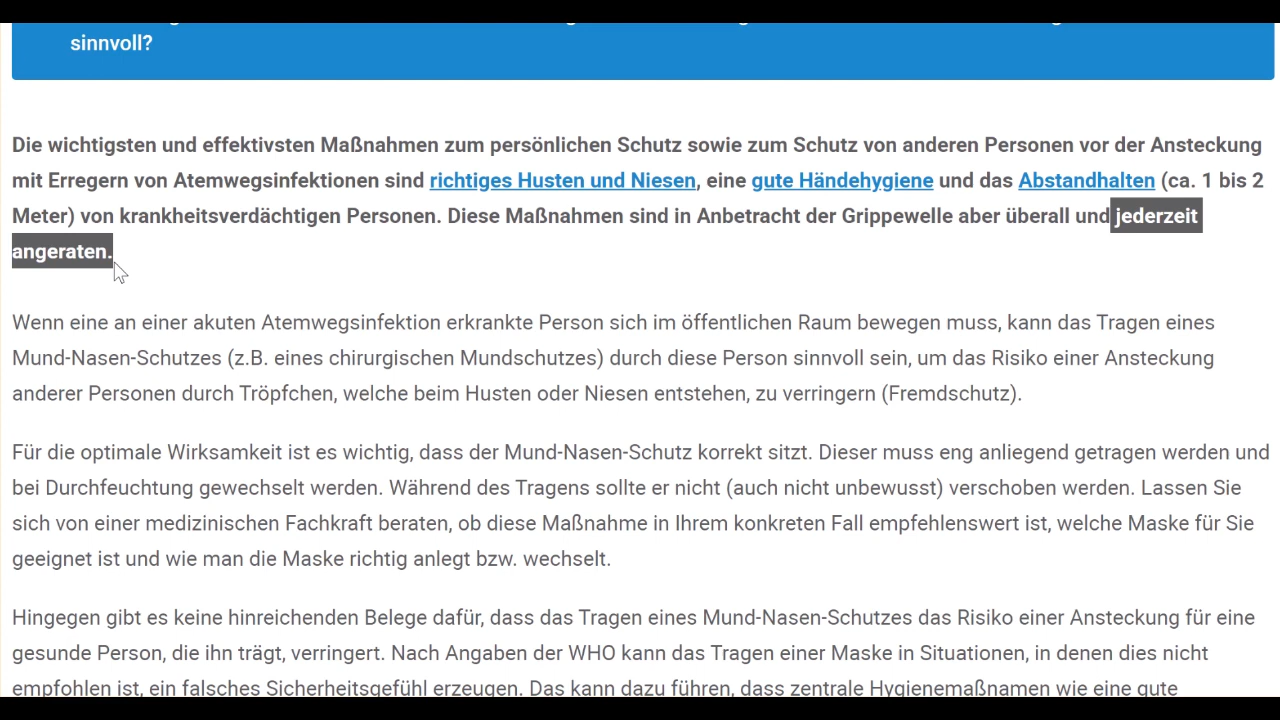 sinnvoll?
Die wichtigsten und effektivsten Maßnahmen zum persönlichen Schutz sowie zum Schutz von anderen Personen vor der Ansteckung
mit Erregern von Atemwegsinfektionen sind richtiges Husten und Niesen, eine gute Händehygiene und das Abstandhalten (ca. 1 bis 2
Meter) von krankheitsverdächtigen Personen. Diese Maßnahmen sind in Anbetracht der Grippewelle aber überall und jederzeit
angeraten.
Wenn eine an einer akuten Atemwegsinfektion erkrankte Person sich im öffentlichen Raum bewegen muss, kann das Tragen eines
Mund-Nasen-Schutzes (z.B. eines chirurgischen Mundschutzes) durch diese Person sinnvoll sein, um das Risiko einer Ansteckung
anderer Personen durch Tröpfchen, welche beim Husten oder Niesen entstehen, zu verringern (Fremdschutz).
Für die optimale Wirksamkeit ist es wichtig, dass der Mund-Nasen-Schutz korrekt sitzt. Dieser muss eng anliegend getragen werden und
bei Durchfeuchtung gewechselt werden. Während des Tragens sollte er nicht (auch nicht unbewusst) verschoben werden. Lassen Sie
sich von einer medizinischen Fachkraft beraten, ob diese Maßnahme in Ihrem konkreten Fall empfehlenswert ist, welche Maske für Sie
geeignet ist und wie man die Maske richtig anlegt bzw. wechselt.
Hingegen gibt es keine hinreichenden Belege dafür, dass das Tragen eines Mund-Nasen-Schutzes das Risiko einer Ansteckung für eine
gesunde Person, die ihn trägt, verringert. Nach Angaben der WHO kann das Tragen einer Maske in Situationen, in denen dies nicht
empfohlen ist, ein falsches Sicherheitsgefühl erzeugen. Das kann dazu führen, dass zentrale Hygienemaßnamen wie eine gute